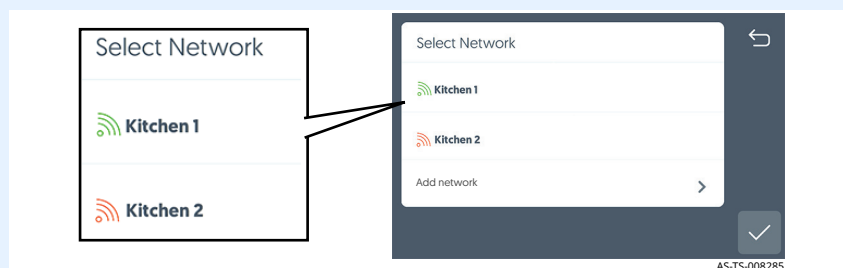 Select Network
Kitchen 1
Kitchen 2
Select Network
Kitchen 1
Kitchen 2
Add network
AS-TS-008285